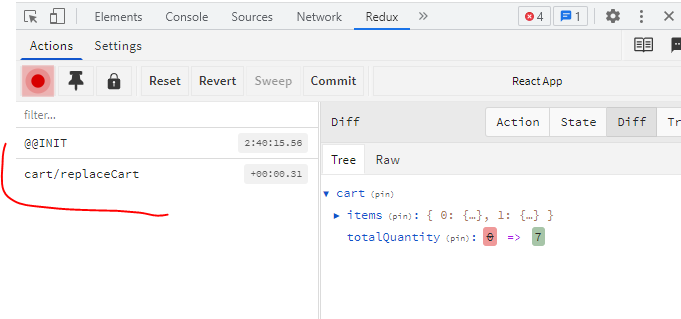 Elements Console Sources Network Redux » 4 1
Actions Settings
Reset Revert Sweep Commit React App
filter...
@@INIT 2:40:15.56
cart/replaceCart +00:00.31
Diff Action State Diff Tr
Tree Raw
▼ cart (pin)
▶ items (pin): { 0: {…}, 1: {…} }
totalQuantity (pin): 0 => 7